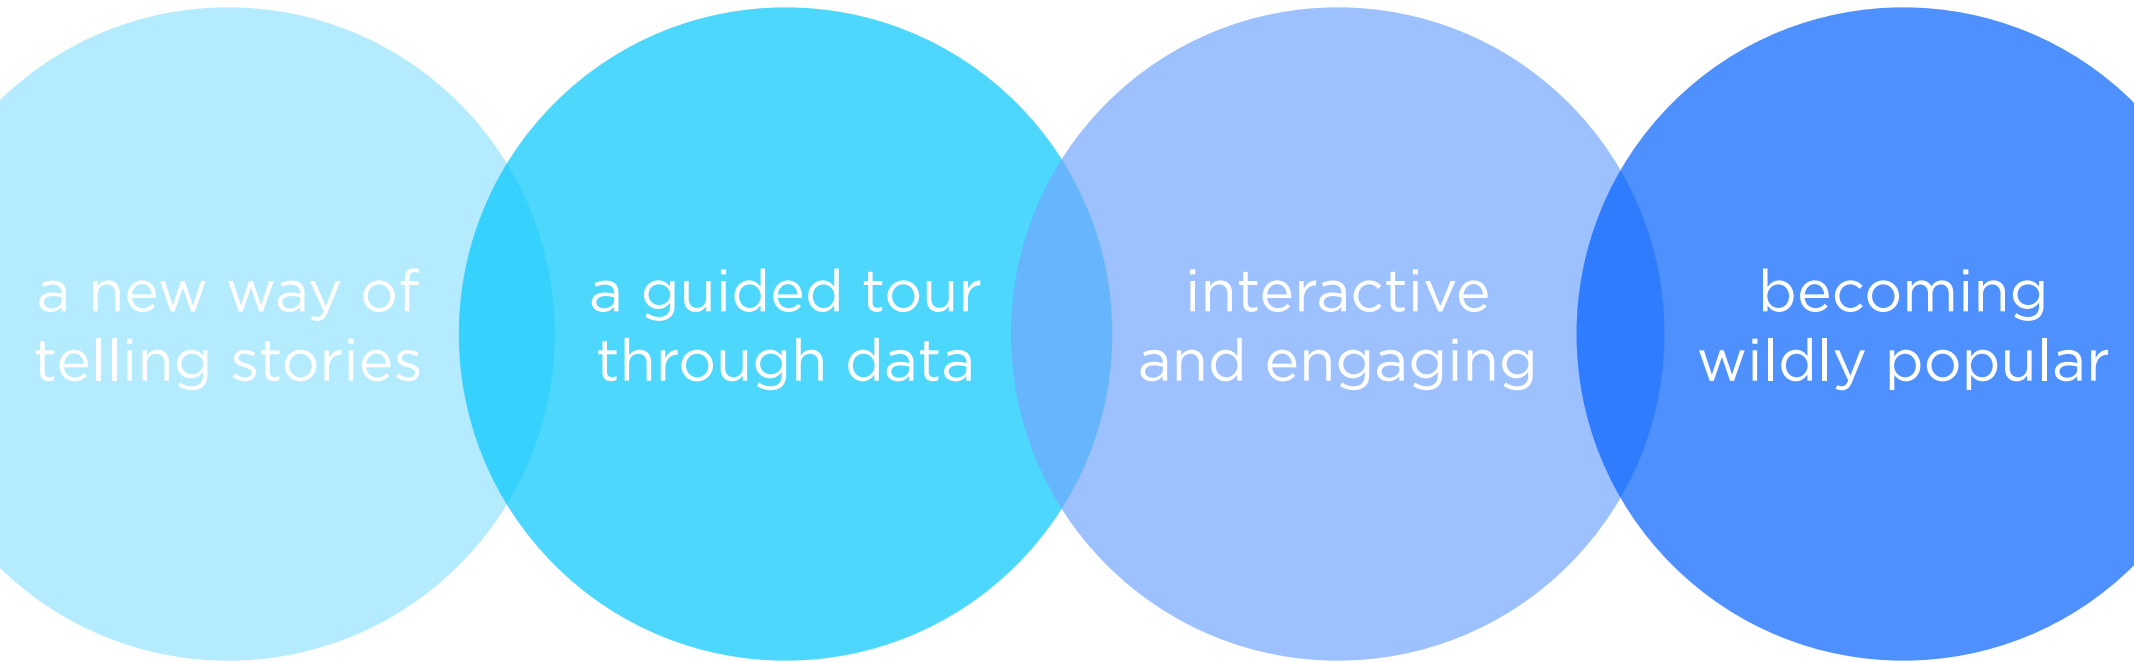 a new way of
telling stories
a guided tour
through data
interactive
and engaging
becoming
wildly popular